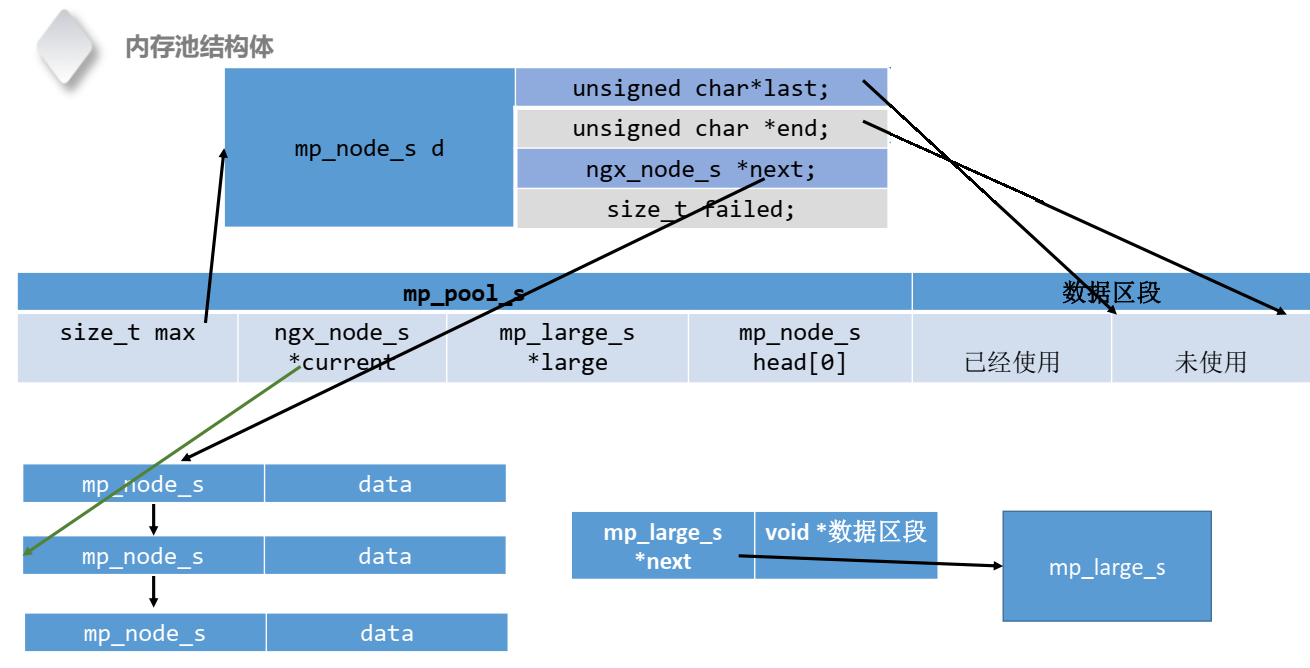 内存池结构体
unsigned char*last;
mp_node_s d
unsigned char *end;
ngx_node_s *next;
size_t failed;
mp_pool_s
数据区段
size_t max
ngx_node_s
*current
mp_large_s
*large
mp_node_s
head[0]
已经使用
未使用
mp_node_s
data
mp_node_s
data
mp_node_s
data
mp_large_s
*next
void *数据区段
mp_large_s